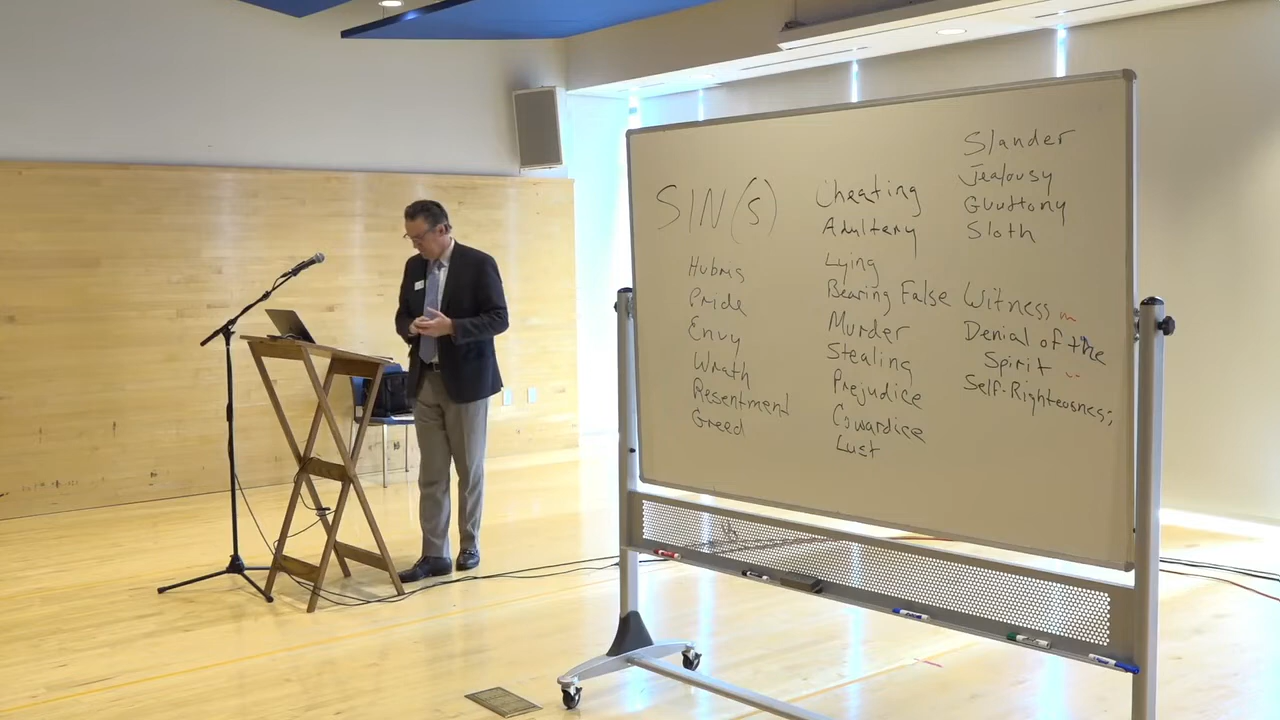 SIN(s)
Hubris
Pride
Envy
Wrath
Resentment
Greed
Cheating
Adultery
Lying
Bearing False Witness
Murder
Stealing
Prejudice
Cowardice
Lust
Slander
Jealousy
Gluttony
Sloth
Denial of the
Spirit
Self-Righteosness;